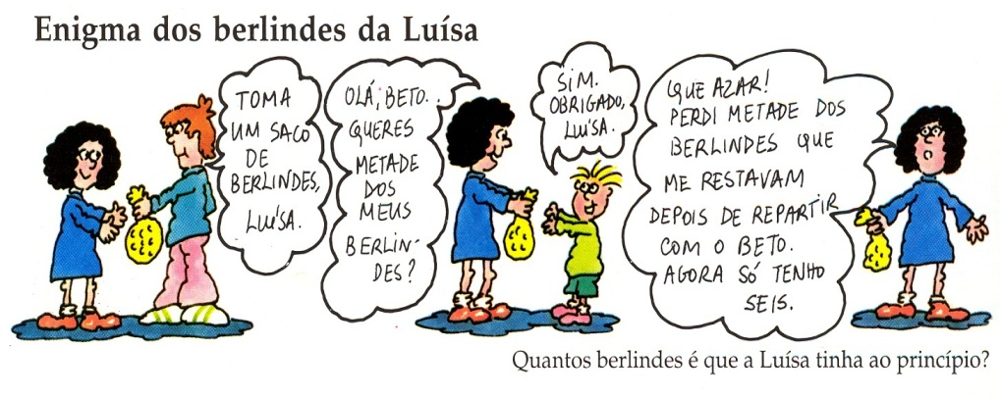 Enigma dos berlindes da Luísa
TOMA
UM SACO
DE
BERLINDES,
LUÍSA.
OLÁ, BETO.
QUERES
METADE
DOS
MEUS
BERLIN-
DES?
SIM.
OBRIGADO,
LUÍSA.
QUE AZAR!
PERDI METADE DOS
BERLINDES QUE
ME RESTAVAM
DEPOIS DE REPARTIR
COM O BETO.
AGORA SÓ TENHO
SEIS.
Quantos berlindes é que a Luísa tinha ao princípio?